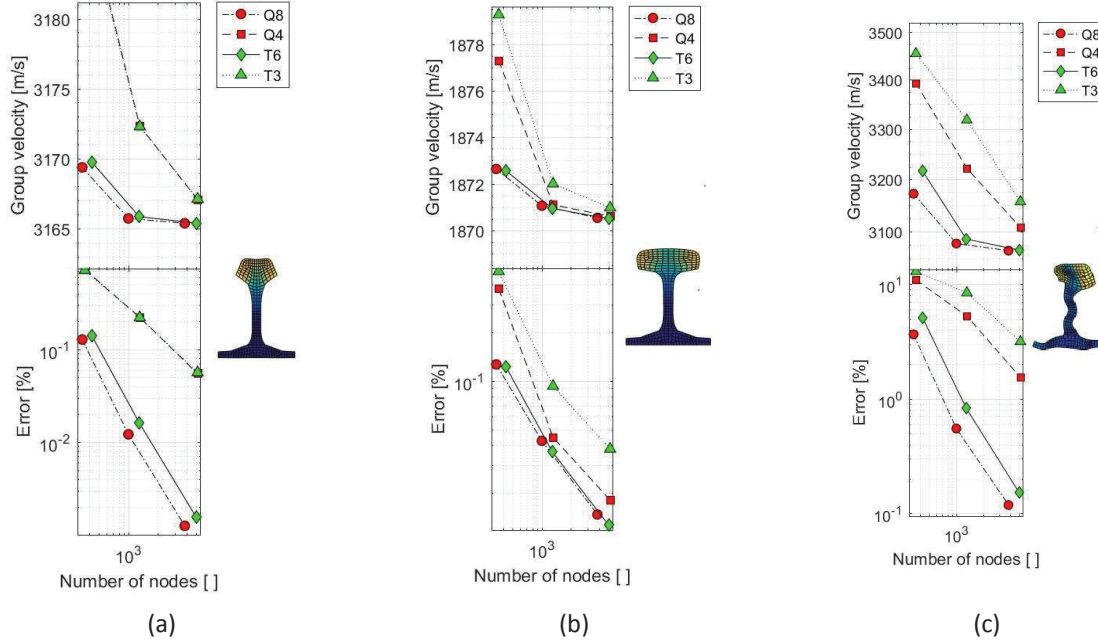 3180
3175
3170
3165
Group velocity [m/s]
Q8
Q4
T6
T3
10^-1
10^-2
Error [%]
10^3
Number of nodes [ ]
(a)
1878
1876
1874
1872
1870
Group velocity [m/s]
Q8
Q4
T6
T3
10^-1
Error [%]
10^3
Number of nodes [ ]
(b)
3500
3400
3300
3200
3100
Group velocity [m/s]
Q8
Q4
T6
T3
10^1
10^0
10^-1
Error [%]
10^3
Number of nodes [ ]
(c)